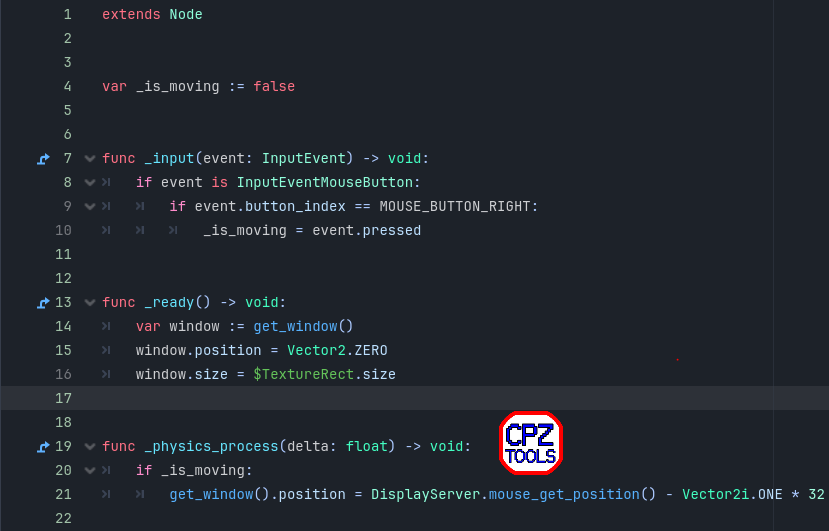 1 extends Node
2
3
4 var _is_moving := false
5
6
7 func _input(event: InputEvent) -> void:
8 if event is InputEventMouseButton:
9 if event.button_index == MOUSE_BUTTON_RIGHT:
10 _is_moving = event.pressed
11
12
13 func _ready() -> void:
14 var window := get_window()
15 window.position = Vector2.ZERO
16 window.size = $TextureRect.size
17
18
19 func _physics_process(delta: float) -> void:
20 if _is_moving:
21 get_window().position = DisplayServer.mouse_get_position() - Vector2i.ONE * 32
22
CPZ
TOOLS